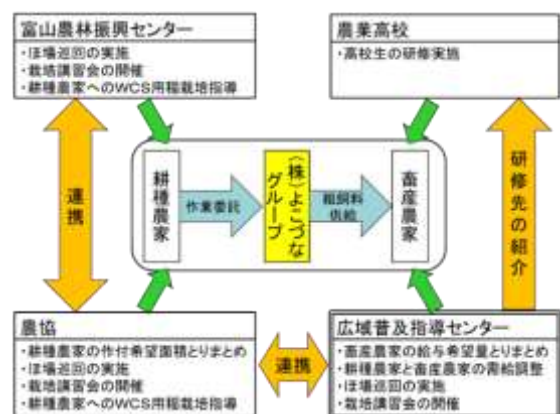 富山農林振興センター
・ほ場巡回の実施
・栽培講習会の開催
・耕種農家へのWCS用稲栽培指導
農業高校
・高校生の研修実施
連携
耕種農家
作業委託
(株)よこづな
グループ
粗飼料
供給
畜産農家
研修先の紹介
農協
・耕種農家の作付希望面積とりまとめ
・ほ場巡回の実施
・栽培講習会の開催
・耕種農家へのWCS用稲栽培指導
連携
広域普及指導センター
・畜産農家の給与希望量とりまとめ
・耕種農家と畜産農家の需給調整
・ほ場巡回の実施
・栽培講習会の開催